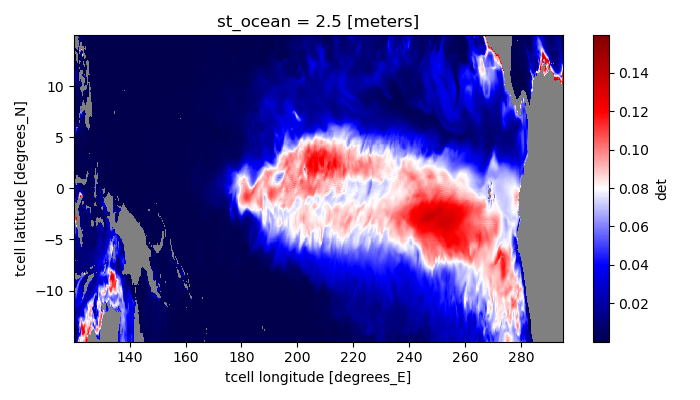 st_ocean = 2.5 [meters]
10
5
0
−5
−10
tcell latitude [degrees_N]
140 160 180 200 220 240 260 280
tcell longitude [degrees_E]
0.14
0.12
0.10
0.08
0.06
0.04
0.02
det